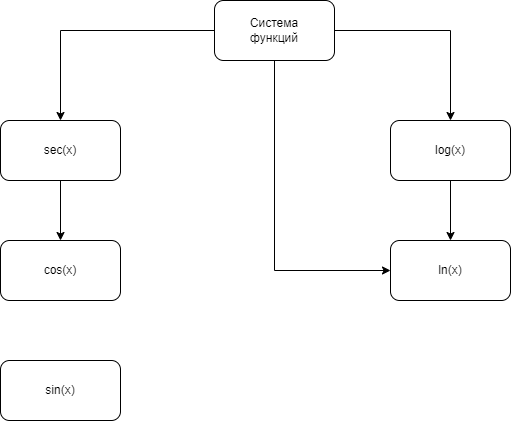 Система
функций
sec(x)
log(x)
cos(x)
ln(x)
sin(x)